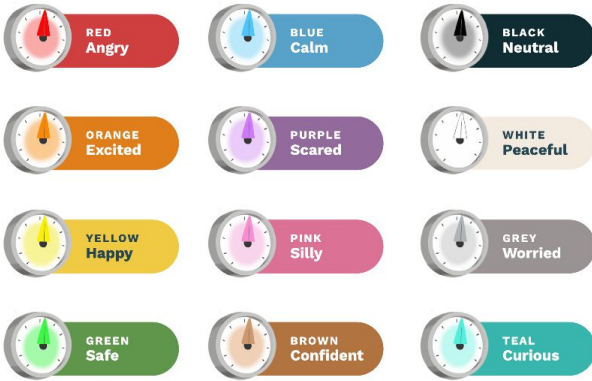 RED
Angry
BLUE
Calm
BLACK
Neutral
ORANGE
Excited
PURPLE
Scared
WHITE
Peaceful
YELLOW
Happy
PINK
Silly
GREY
Worried
GREEN
Safe
BROWN
Confident
TEAL
Curious